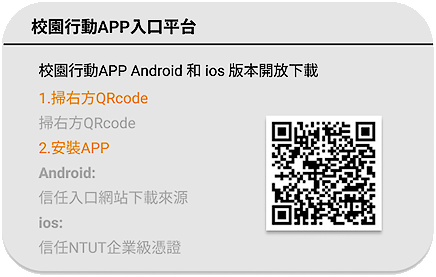 校園行動APP入口平台
校園行動APP Android 和 ios 版本開放下載
1.掃右方QRcode
掃右方QRcode
2.安裝APP
Android:
信任入口網站下載來源
ios:
信任NTUT企業級憑證